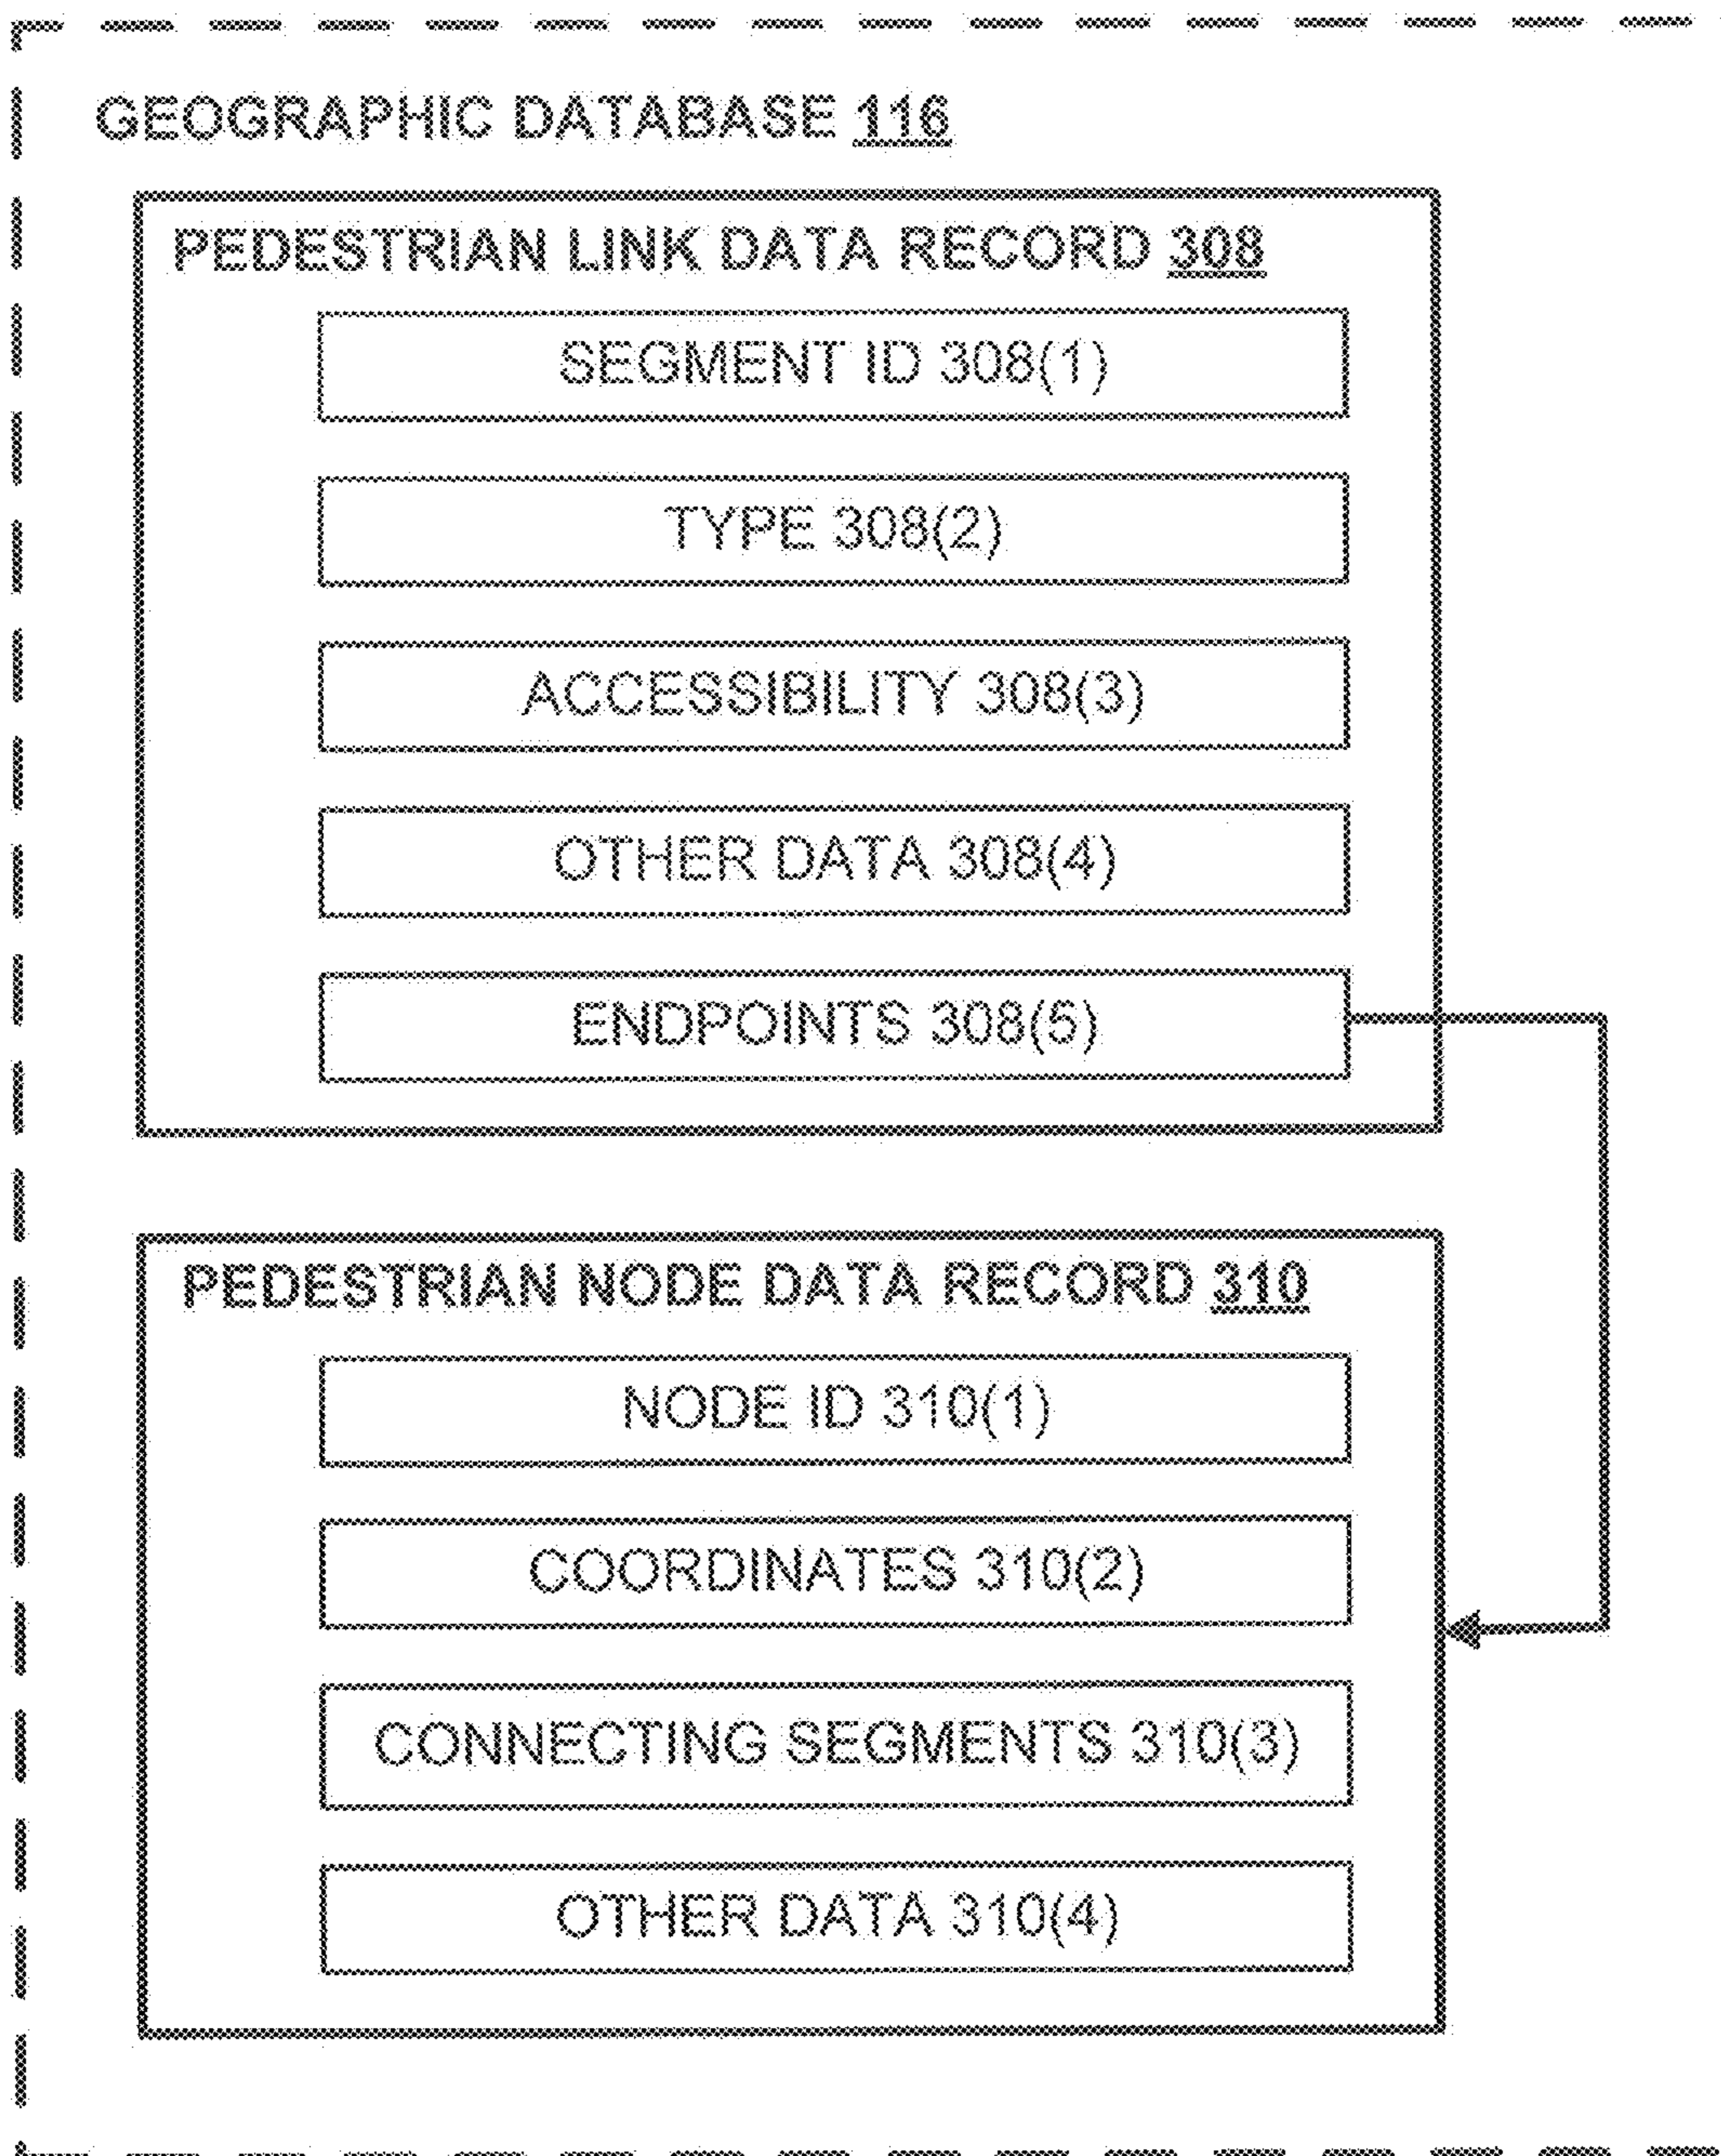 GEOGRAPHIC DATABASE 116
PEDESTRIAN LINK DATA RECORD 308
SEGMENT ID 308(1)
TYPE 308(2)
ACCESSIBILITY 308(3)
OTHER DATA 308(4)
ENDPOINTS 308(5)
PEDESTRIAN NODE DATA RECORD 310
NODE ID 310(1)
COORDINATES 310(2)
CONNECTING SEGMENTS 310(3)
OTHER DATA 310(4)